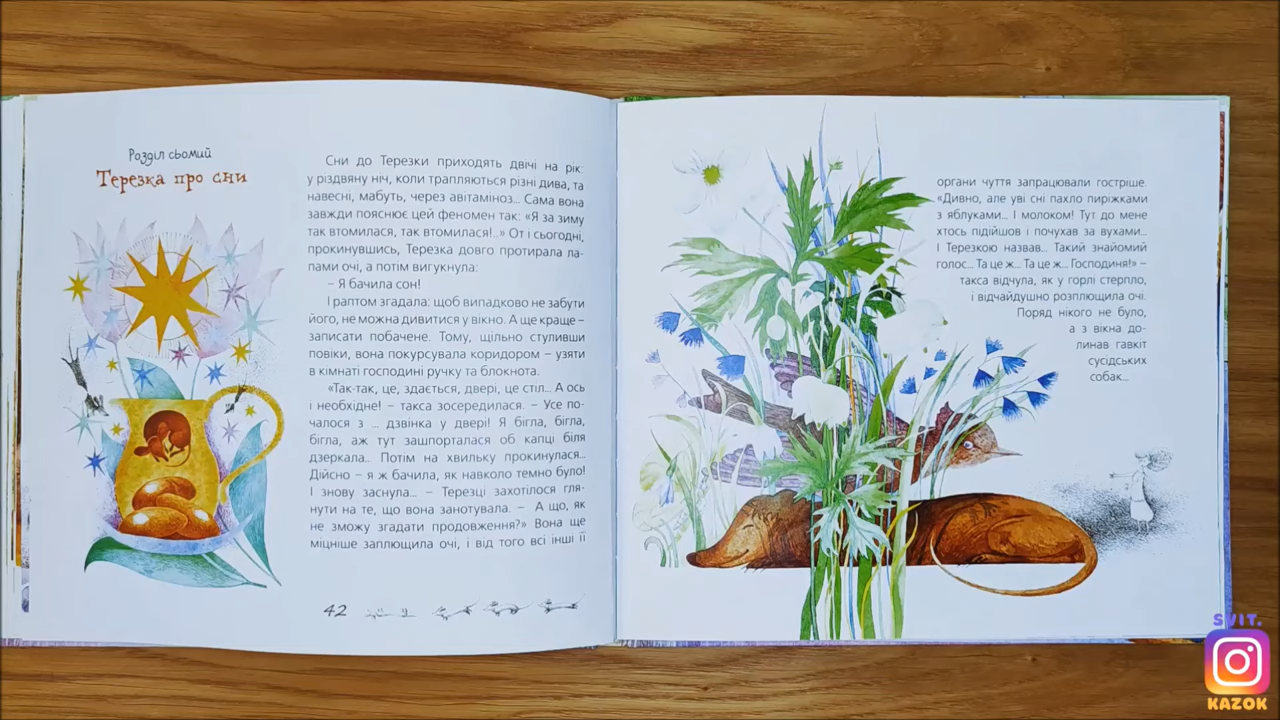 Розділ сьомий
Терезка про сни
Сни до Терезки приходять двічі на рік:
у різдвяну ніч, коли трапляються різні дива, та
навесні, мабуть, через авітаміноз... Сама вона
завжди пояснює цей феномен так: «Я за зиму
так втомилася, так втомилася!...» От і сьогодні,
прокинувшись, Терезка довго протирала ла-
пами очі, а потім вигукнула:
– Я бачила сон!
І раптом згадала: щоб випадково не забути
його, не можна дивитися у вікно. А ще краще –
записати побачене. Тому, щільно стуливши
повіки, вона покурсувала коридором – узяти
в кімнаті господині ручку та блокнота.
«Так-так, це, здається, двері, це стіл... А ось
і необхідне! – такса зосередилася. – Усе по-
чалося з ... дзвінка у двері! Я бігла, бігла,
бігла, аж тут зашпорталася об капці біля
дзеркала... Потім на хвильку прокинулася...
Дійсно – я ж бачила, як навколо темно було!
І знову заснула... – Терезці захотілося гля-
нути на те, що вона занотувала. – А що, як
не зможу згадати продовження?» Вона ще
міцніше заплющила очі, і від того всі інші її
42
органи чуття запрацювали гостріше.
«Дивно, але уві сні пахло пиріжками
з яблуками... І молоком! Тут до мене
хтось підійшов і почухав за вухами...
І Терезкою назвав... Такий знайомий
голос... Та це ж... Та це ж... Господиня!» –
такса відчула, як у горлі стерпло,
і відчайдушно розплющила очі.
Поряд нікого не було,
а з вікна до-
линав гавкіт
сусідських
собак...
SVIT.
KAZOK